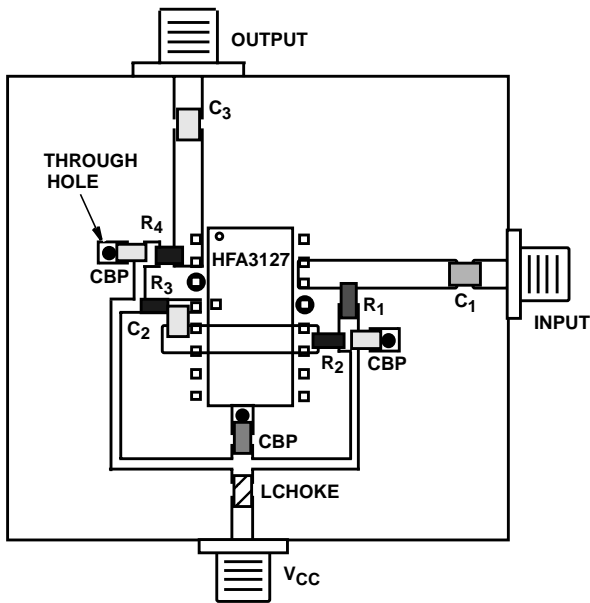 OUTPUT
C3
THROUGH
HOLE
R4
CBP
HFA3127
R3
C2
R1
C1
INPUT
R2
CBP
CBP
LCHOKE
VCC